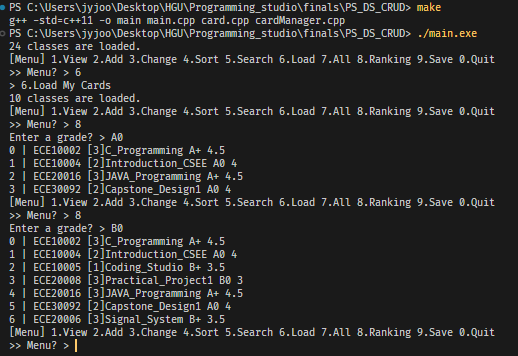 PS C:\Users\jyjoo\Desktop\HGU\Programming_studio\finals\PS_DS_CRUD> make
g++ -std=c++11 -o main main.cpp card.cpp cardManager.cpp
PS C:\Users\jyjoo\Desktop\HGU\Programming_studio\finals\PS_DS_CRUD> ./main.exe
24 classes are loaded.
[Menu] 1.View 2.Add 3.Change 4.Sort 5.Search 6.Load 7.All 8.Ranking 9.Save 0.Quit
>> Menu? > 6
> 6.Load My Cards
10 classes are loaded.
[Menu] 1.View 2.Add 3.Change 4.Sort 5.Search 6.Load 7.All 8.Ranking 9.Save 0.Quit
>> Menu? > 8
Enter a grade? > A0
0 | ECE10002 [3]C_Programming A+ 4.5
1 | ECE10004 [2]Introduction_CSEE A0 4
2 | ECE20016 [3]JAVA_Programming A+ 4.5
3 | ECE30092 [2]Capstone_Design1 A0 4
[Menu] 1.View 2.Add 3.Change 4.Sort 5.Search 6.Load 7.All 8.Ranking 9.Save 0.Quit
>> Menu? > 8
Enter a grade? > B0
0 | ECE10002 [3]C_Programming A+ 4.5
1 | ECE10004 [2]Introduction_CSEE A0 4
2 | ECE10005 [1]Coding_Studio B+ 3.5
3 | ECE20008 [3]Practical_Project1 B0 3
4 | ECE20016 [3]JAVA_Programming A+ 4.5
5 | ECE30092 [2]Capstone_Design1 A0 4
6 | ECE20006 [3]Signal_System B+ 3.5
[Menu] 1.View 2.Add 3.Change 4.Sort 5.Search 6.Load 7.All 8.Ranking 9.Save 0.Quit
>> Menu? >